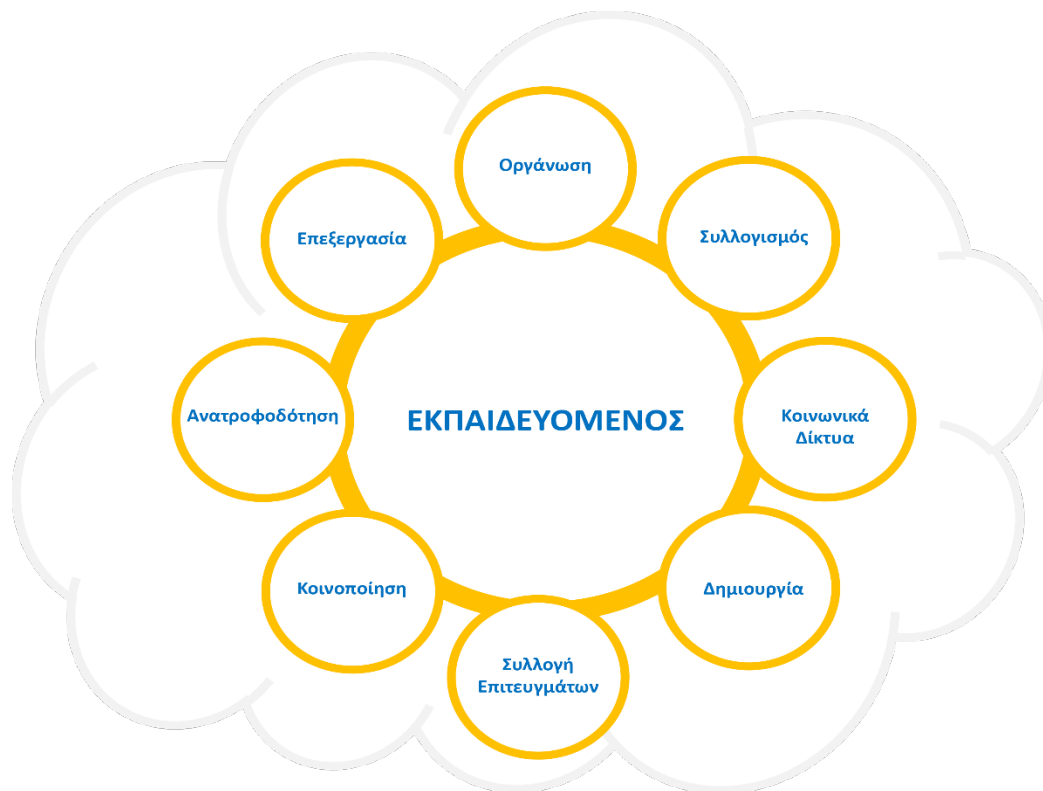 Οργάνωση
Επεξεργασία
Συλλογισμός
Ανατροφοδότηση
ΕΚΠΑΙΔΕΥΟΜΕΝΟΣ
Κοινωνικά
Δίκτυα
Κοινοποίηση
Δημιουργία
Συλλογή
Επιτευγμάτων